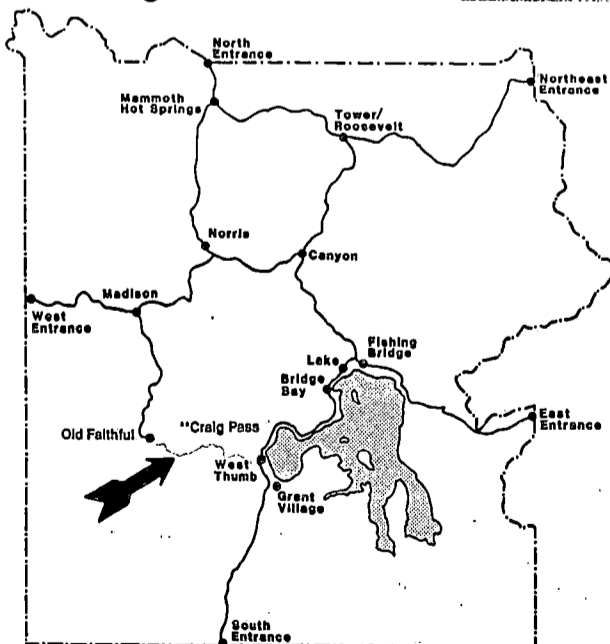 North
Entrance
Northeast
Entrance
Mammoth
Hot Springs
Tower/
Roosevelt
Norris
Canyon
Madison
West
Entrance
Fishing
Bridge
Lake
Bridge
Bay
Old Faithful
**Craig Pass
East
Entrance
West
Thumb
Grant
Village
South
Entrance